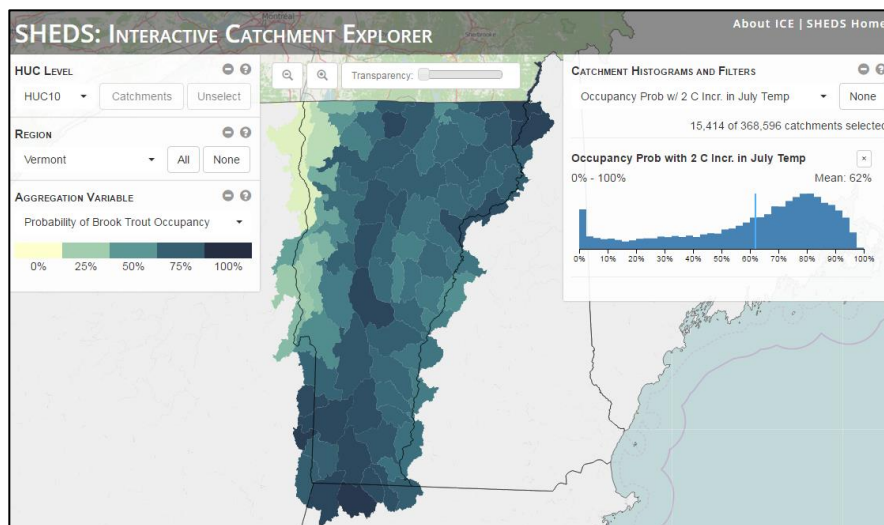 Montreal
Sherbrooke
SHEDS: INTERACTIVE CATCHMENT EXPLORER
About ICE | SHEDS Home
HUC LEVEL
HUC10
Catchments
Unselect
REGION
Vermont
All
None
AGGREGATION VARIABLE
Probability of Brook Trout Occupancy
0% 25% 50% 75% 100%
Transparency:
CATCHMENT HISTOGRAMS AND FILTERS
Occupancy Prob w/ 2 C Incr. in July Temp
None
15,414 of 368,596 catchments selected
Occupancy Prob with 2 C Incr. in July Temp
×
0% - 100% Mean: 62%
0% 10% 20% 30% 40% 50% 60% 70% 80% 90% 100%